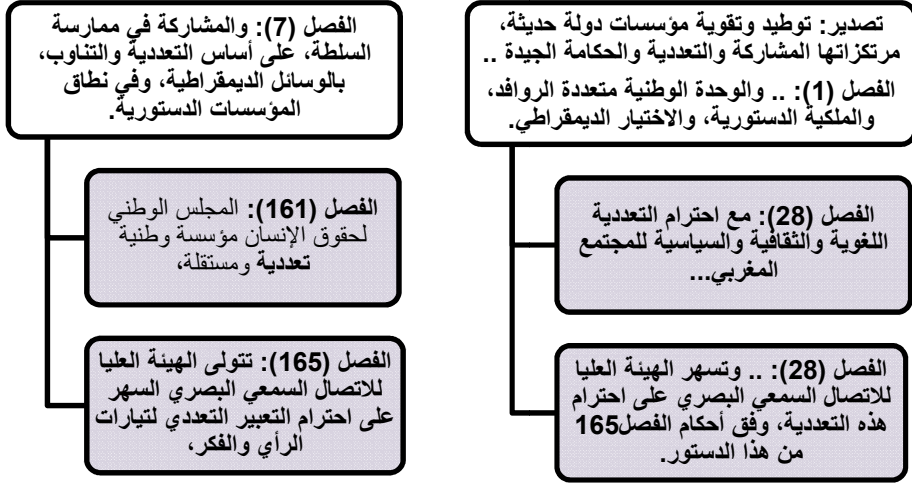 تصدير: توطيد وتقوية مؤسسات دولة حديثة،
مرتكزاتها المشاركة والتعددية والحكامة الجيدة ..
الفصل (1): .. والوحدة الوطنية متعددة الروافد،
والملكية الدستورية، والاختيار الديمقراطي.
الفصل (28): مع احترام التعددية
اللغوية والثقافية والسياسية للمجتمع
المغربي...
الفصل (28): .. وتسهر الهيئة العليا
للاتصال السمعي البصري على احترام
هذه التعددية، وفق أحكام الفصل165
من هذا الدستور.
الفصل (7): والمشاركة في ممارسة
السلطة، على أساس التعددية والتناوب،
بالوسائل الديمقراطية، وفي نطاق
المؤسسات الدستورية.
الفصل (161): المجلس الوطني
لحقوق الإنسان مؤسسة وطنية
تعددية ومستقلة،
الفصل (165): تتولى الهيئة العليا
للاتصال السمعي البصري السهر
على احترام التعبير التعددي لتيارات
الرأي والفكر،